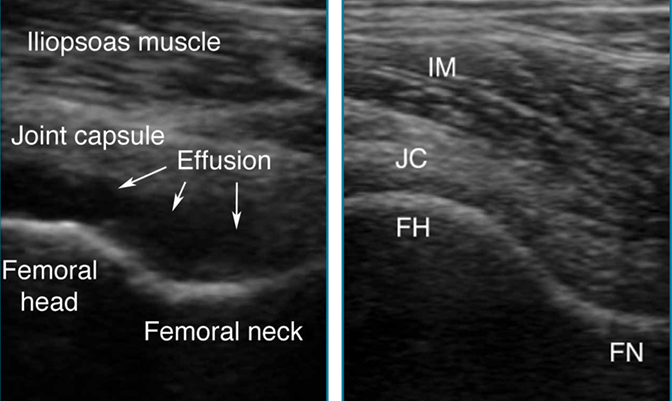 Iliopsoas muscle
Joint capsule
Effusion
Femoral
head
Femoral neck
IM
JC
FH
FN